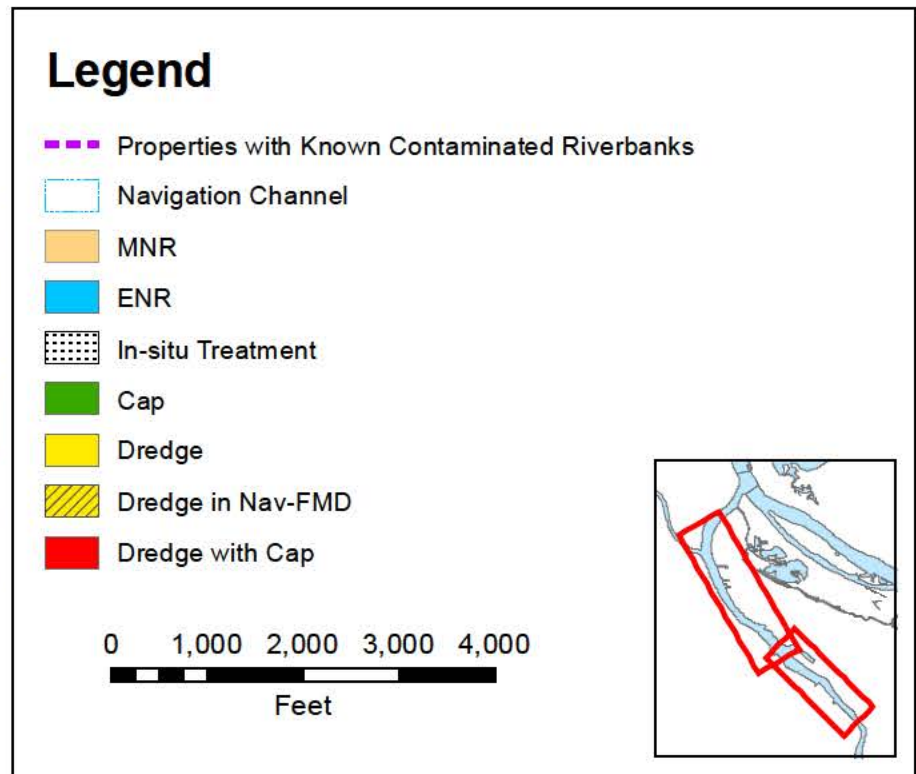 Legend
Properties with Known Contaminated Riverbanks
Navigation Channel
MNR
ENR
In-situ Treatment
Cap
Dredge
Dredge in Nav-FMD
Dredge with Cap
0 1,000 2,000 3,000 4,000
Feet